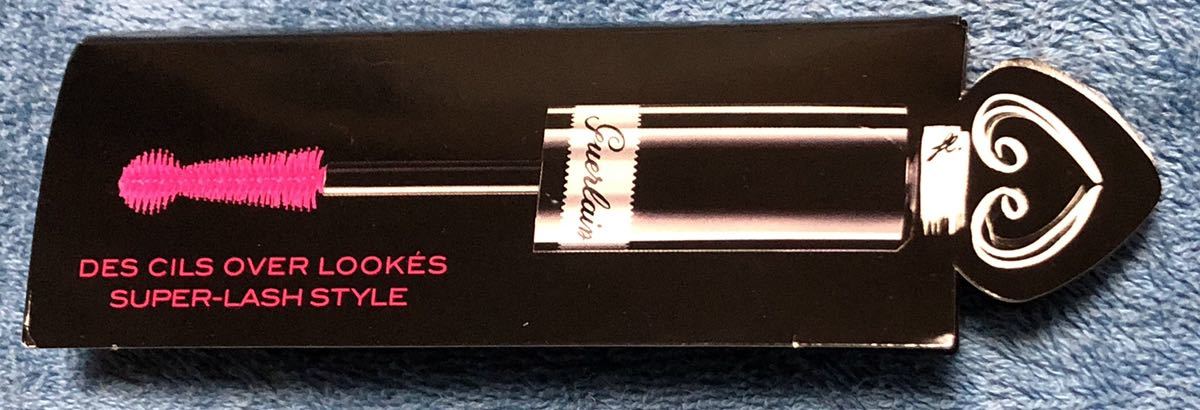 Guerlain
DES CILS OVER LOOKÉS
SUPER-LASH STYLE